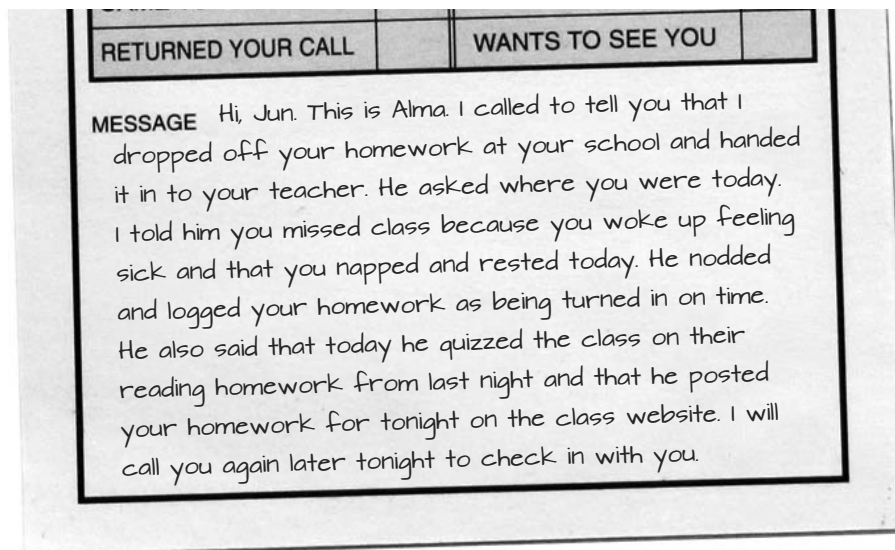 RETURNED YOUR CALL WANTS TO SEE YOU
MESSAGE Hi, Jun. This is Alma. I called to tell you that I
dropped off your homework at your school and handed
it in to your teacher. He asked where you were today.
I told him you missed class because you woke up feeling
sick and that you napped and rested today. He nodded
and logged your homework as being turned in on time.
He also said that today he quizzed the class on their
reading homework from last night and that he posted
your homework for tonight on the class website. I will
call you again later tonight to check in with you.